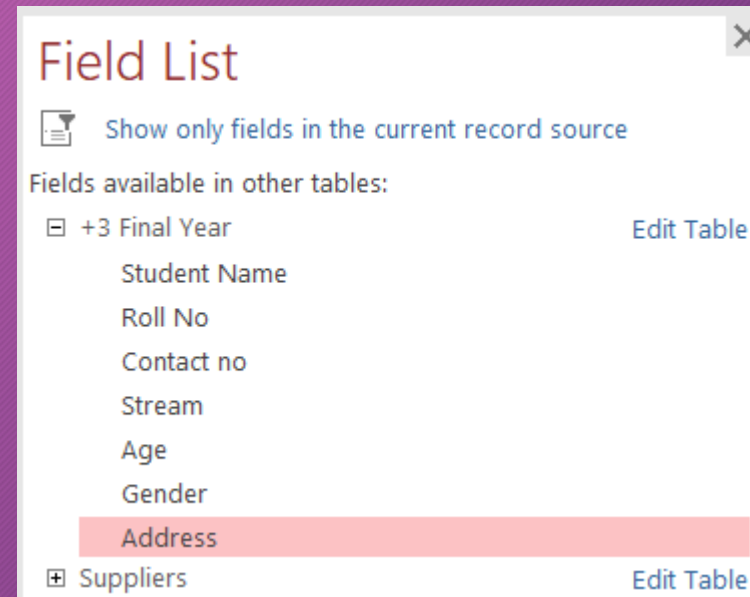 Field List
Show only fields in the current record source
Fields available in other tables:
+3 Final Year Edit Table
Student Name
Roll No
Contact no
Stream
Age
Gender
Address
Suppliers Edit Table